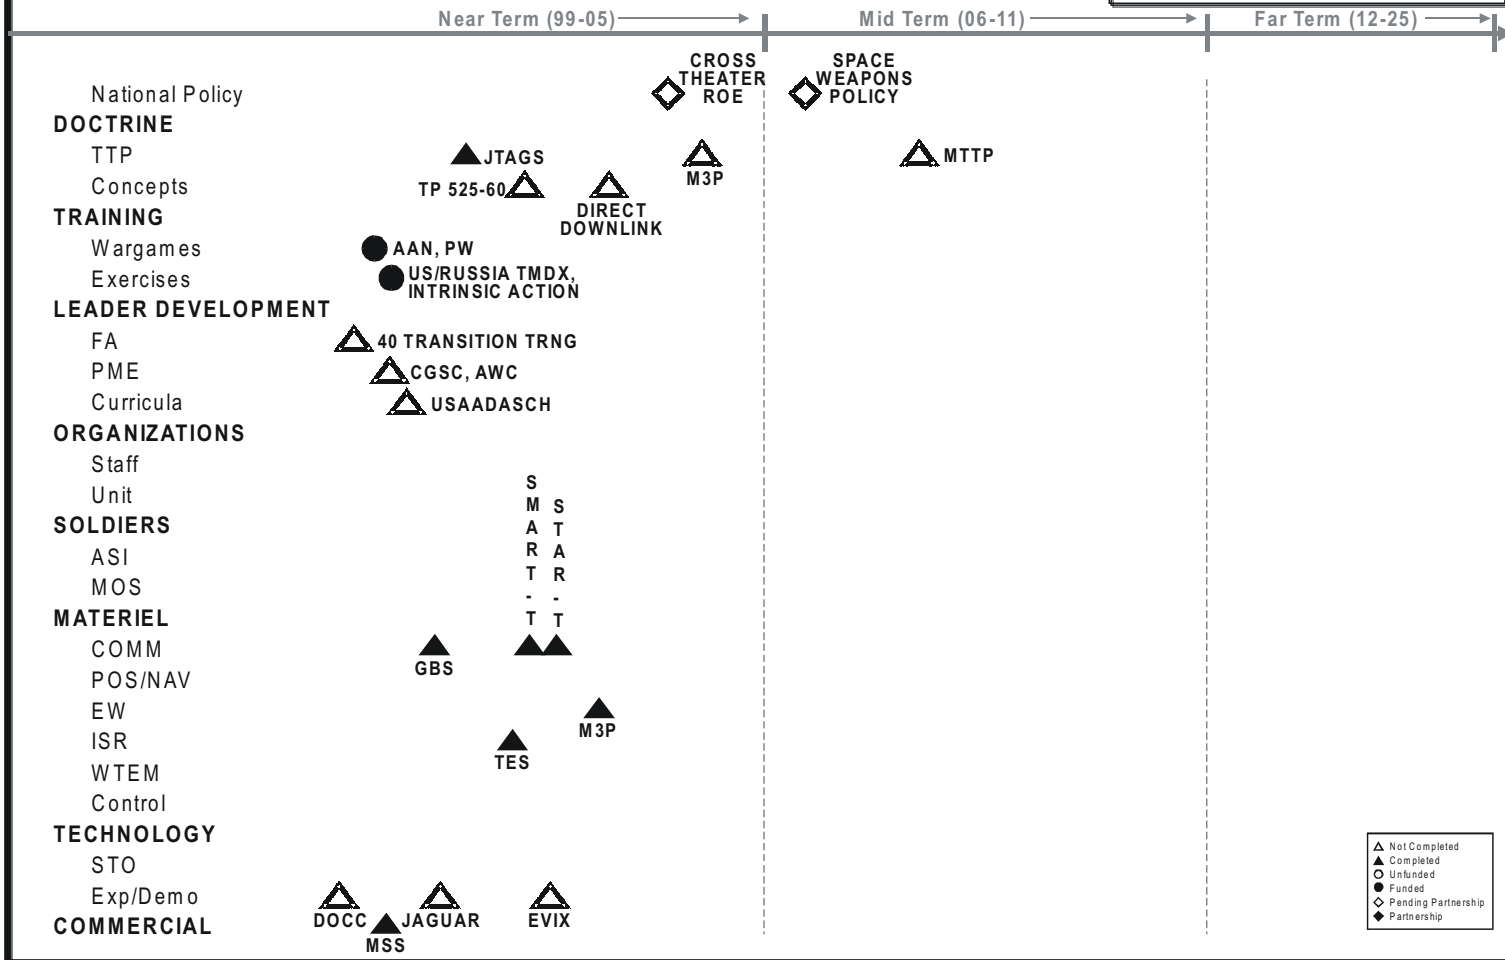 Near Term (99-05)
Mid Term (06-11)
Far Term (12-25)
CROSS
THEATER
ROE
SPACE
WEAPONS
POLICY
National Policy
DOCTRINE
TTP
JTAGS
M3P
MTTP
Concepts
TP 525-60
DIRECT
DOWNLINK
TRAINING
Wargames
AAN, PW
Exercises
US/RUSSIA TMDX,
INTRINSIC ACTION
LEADER DEVELOPMENT
FA
40 TRANSITION TRNG
PME
CGSC, AWC
Curricula
USAADASCH
ORGANIZATIONS
Staff
Unit
SMART-T
STAR-T
SOLDIERS
ASI
MOS
MATERIEL
COMM
GBS
POS/NAV
EW
M3P
ISR
TES
WTEM
Control
TECHNOLOGY
STO
Exp/Demo
DOCC
JAGUAR
EVIX
COMMERCIAL
MSS
Not Completed
Completed
Unfunded
Funded
Pending Partnership
Partnership